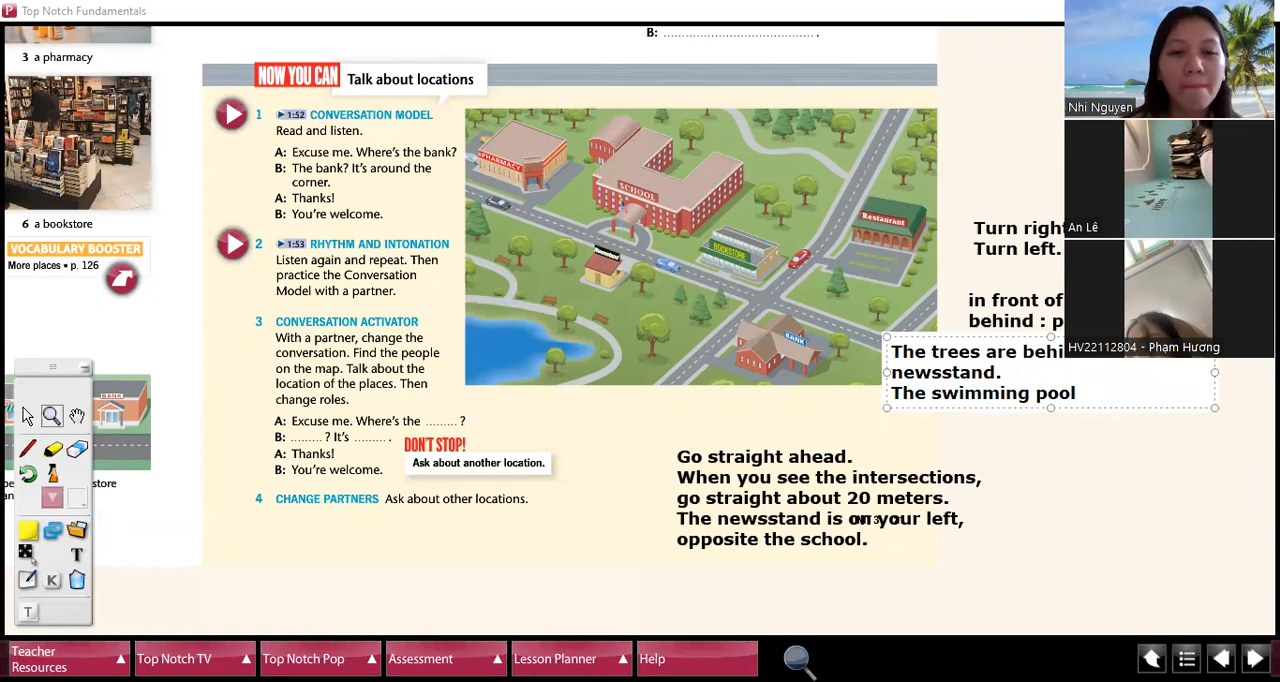 Top Notch Fundamentals
3 a pharmacy
6 a bookstore
VOCABULARY BOOSTER
More places • p. 126
B: ........................................ .
NOW YOU CAN Talk about locations
1 1:52 CONVERSATION MODEL
Read and listen.
A: Excuse me. Where's the bank?
B: The bank? It's around the
corner.
A: Thanks!
B: You're welcome.
2 1:53 RHYTHM AND INTONATION
Listen again and repeat. Then
practice the Conversation
Model with a partner.
3 CONVERSATION ACTIVATOR
With a partner, change the
conversation. Find the people
on the map. Talk about the
location of the places. Then
change roles.
A: Excuse me. Where's the ......... ?
B: ......... ? It's ......... .
A: Thanks!
B: You're welcome.
DON'T STOP!
Ask about another location.
4 CHANGE PARTNERS Ask about other locations.
PHARMACY
SCHOOL
Restaurant
Newsstand
BOOKSTORE
BANK
BANK
store
Turn right
Turn left.
in front of
behind : p
The trees are behi
newsstand.
The swimming pool
Go straight ahead.
When you see the intersections,
go straight about 20 meters.
The newsstand is on your left,
opposite the school.
Nhi Nguyen
An Lê
HV22112804 - Phạm Hương
T
K
T
Teacher
Resources
Top Notch TV
Top Notch Pop
Assessment
Lesson Planner
Help